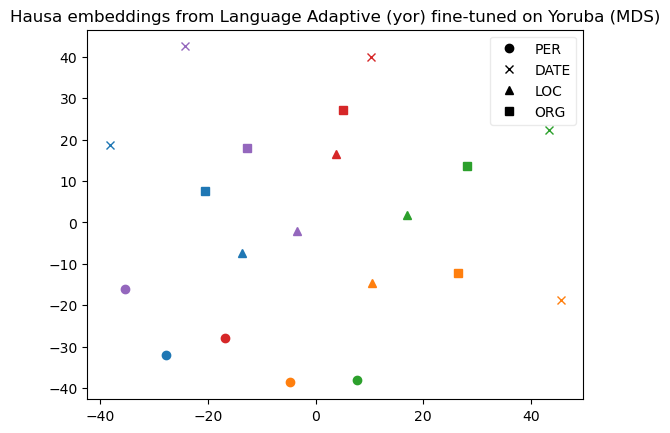 Hausa embeddings from Language Adaptive (yor) fine-tuned on Yoruba (MDS)
PER
DATE
LOC
ORG
40
30
20
10
0
−10
−20
−30
−40
−40
−20
0
20
40